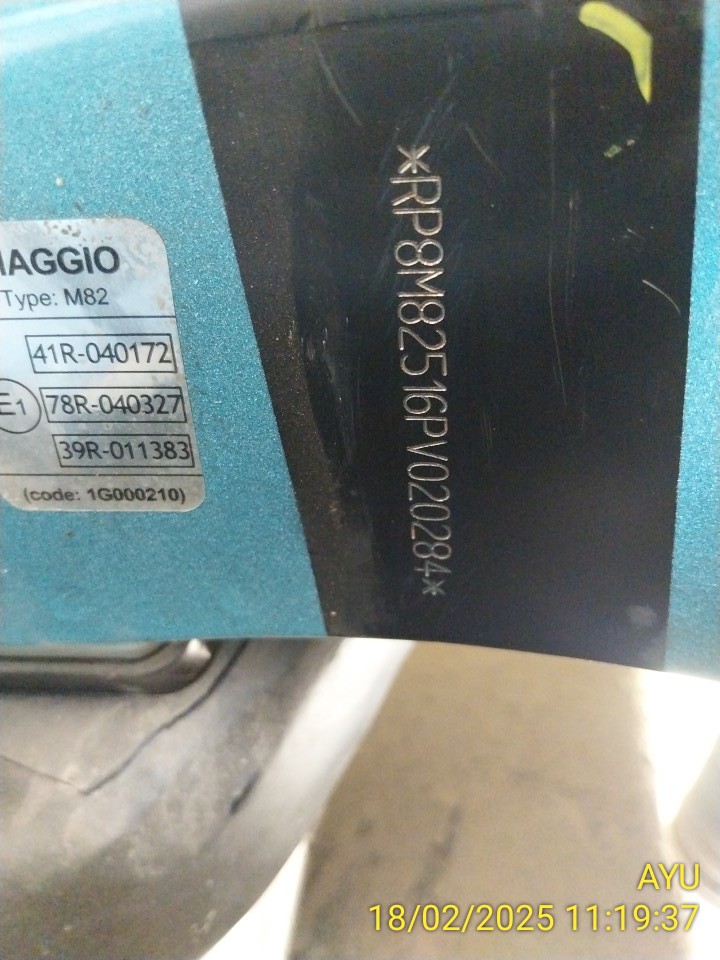 IAGGIO
Type: M82
41R-040172
E1
78R-040327
39R-011383
(code: 1G000210)
*RP8M82516PV020284*
AYU
18/02/2025 11:19:37